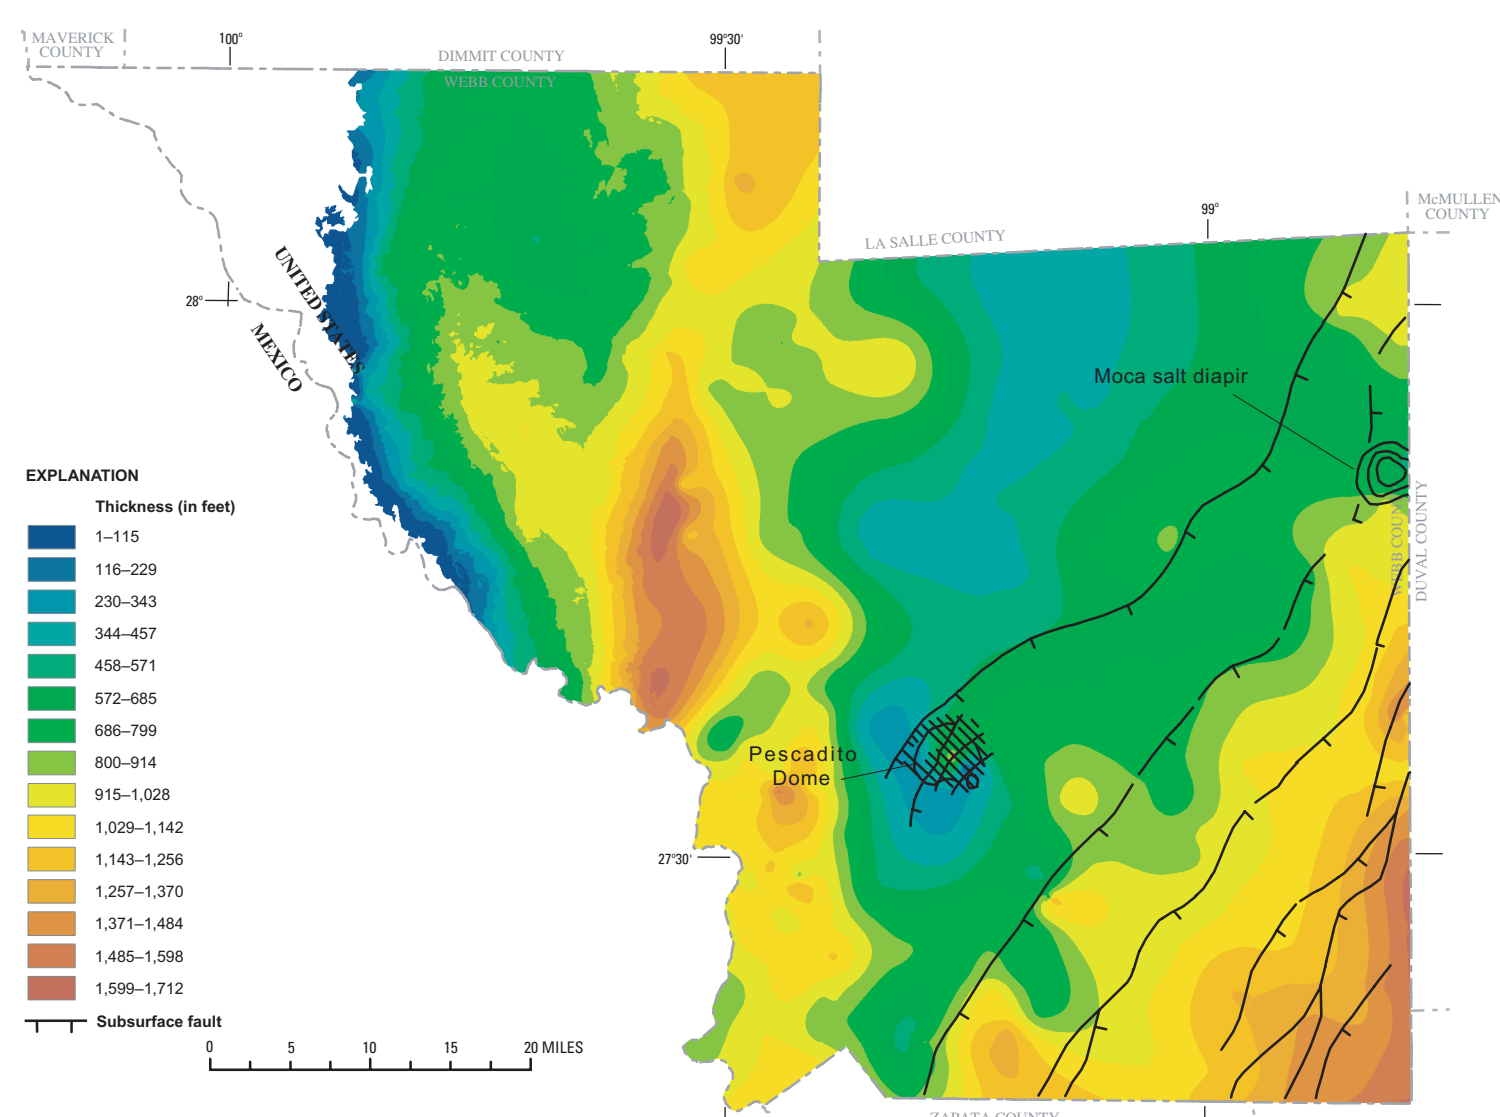 MAVERICK
COUNTY
100°
99°30'
DIMMIT COUNTY
WEBB COUNTY
McMULLEN
COUNTY
99°
LA SALLE COUNTY
28°
UNITED STATES
MEXICO
Moca salt diapir
WEBB COUNTY
DUVAL COUNTY
Pescadito
Dome
27°30'
EXPLANATION
Thickness (in feet)
1–115
116–229
230–343
344–457
458–571
572–685
686–799
800–914
915–1,028
1,029–1,142
1,143–1,256
1,257–1,370
1,371–1,484
1,485–1,598
1,599–1,712
Subsurface fault
0 5 10 15 20 MILES
ZAPATA COUNTY